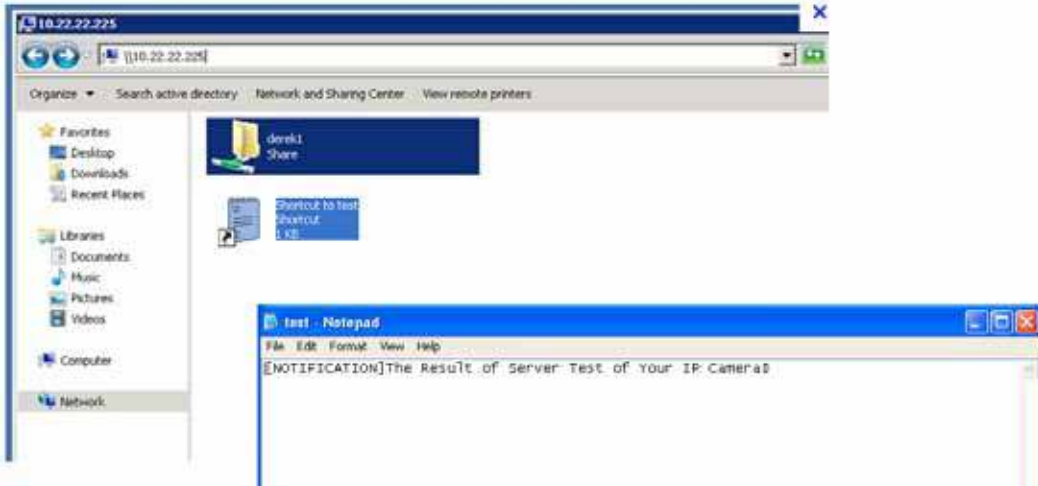 10.22.22.225
\\10.22.22.225
Organize Search active directory Network and Sharing Center View remote printers
Favorites
Desktop
Downloads
Recent Places
Libraries
Documents
Music
Pictures
Videos
Computer
Network
derek1
Share
Shortcut to test
Shortcut
1 KB
test - Notepad
File Edit Format View Help
[NOTIFICATION]The Result of Server Test of Your IP Camera